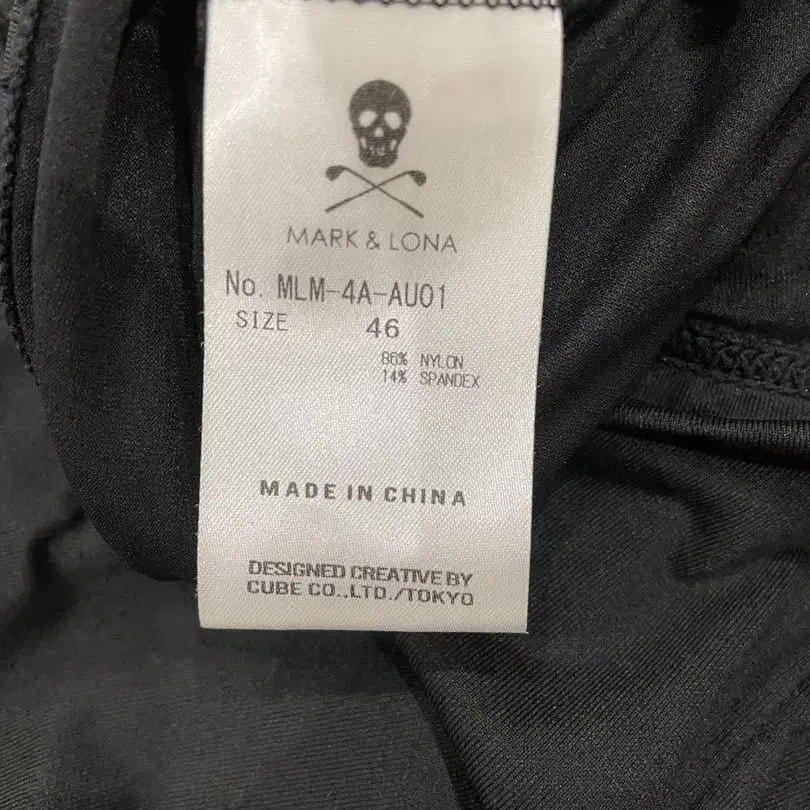 MARK & LONA
No. MLM-4A-AU01
SIZE 46
86% NYLON
14% SPANDEX
MADE IN CHINA
DESIGNED CREATIVE BY
CUBE CO.,LTD./TOKYO